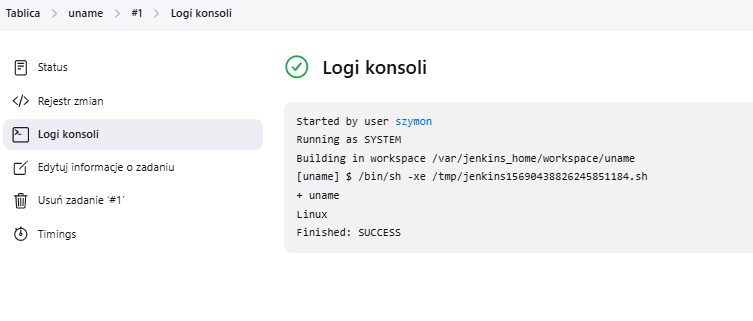 Tablica > uname > #1 > Logi konsoli
Status
Rejestr zmian
Logi konsoli
Edytuj informacje o zadaniu
Usuń zadanie ‘#1’
Timings
Logi konsoli
Started by user szymon
Running as SYSTEM
Building in workspace /var/jenkins_home/workspace/uname
[uname] $ /bin/sh -xe /tmp/jenkins15690438826245851184.sh
+ uname
Linux
Finished: SUCCESS